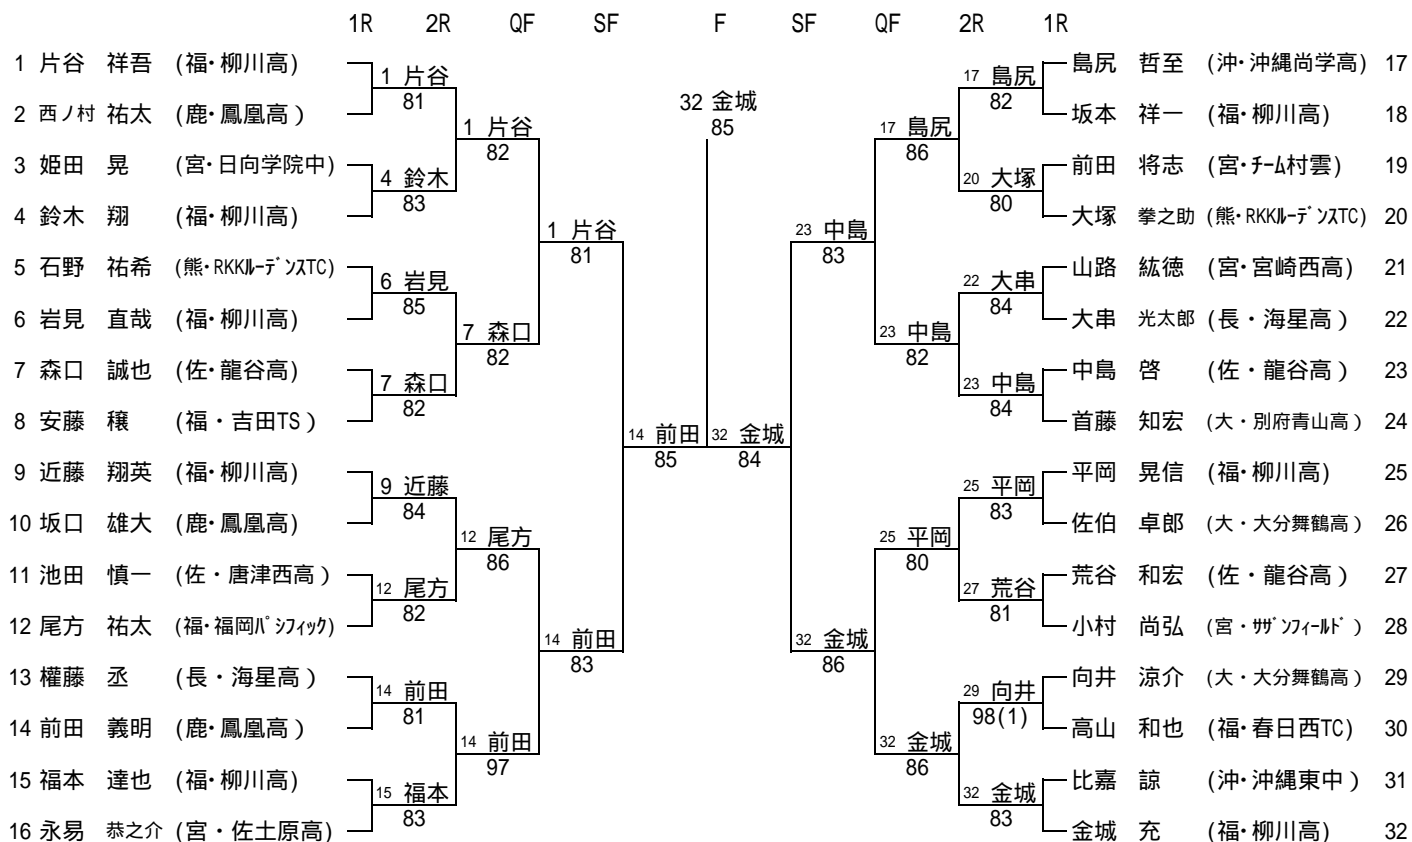 1R 2R QF SF F SF QF 2R 1R
1 片谷 祥吾 (福・柳川高)
2 西ノ村 祐太 (鹿・鳳凰高)
3 姫田 晃 (宮・日向学院中)
4 鈴木 翔 (福・柳川高)
5 石野 祐希 (熊・RKKルーデンスTC)
6 岩見 直哉 (福・柳川高)
7 森口 誠也 (佐・龍谷高)
8 安藤 穣 (福・吉田TS)
9 近藤 翔英 (福・柳川高)
10 坂口 雄大 (鹿・鳳凰高)
11 池田 慎一 (佐・唐津西高)
12 尾方 祐太 (福・福岡パシフィック)
13 權藤 丞 (長・海星高)
14 前田 義明 (鹿・鳳凰高)
15 福本 達也 (福・柳川高)
16 永易 恭之介 (宮・佐土原高)
1 片谷
81
4 鈴木
83
6 岩見
85
7 森口
82
9 近藤
84
12 尾方
82
14 前田
81
15 福本
83
1 片谷
82
7 森口
82
12 尾方
86
14 前田
97
1 片谷
81
14 前田
83
14 前田
85
32 金城
85
32 金城
84
23 中島
83
32 金城
86
17 島尻
86
23 中島
82
25 平岡
80
32 金城
86
17 島尻
82
20 大塚
80
22 大串
84
23 中島
84
25 平岡
83
27 荒谷
81
29 向井
98(1)
32 金城
83
島尻 哲至 (沖・沖縄尚学高) 17
坂本 祥一 (福・柳川高) 18
前田 将志 (宮・チーム村雲) 19
大塚 拳之助 (熊・RKKルーデンスTC) 20
山路 紘徳 (宮・宮崎西高) 21
大串 光太郎 (長・海星高) 22
中島 啓 (佐・龍谷高) 23
首藤 知宏 (大・別府青山高) 24
平岡 晃信 (福・柳川高) 25
佐伯 卓郎 (大・大分舞鶴高) 26
荒谷 和宏 (佐・龍谷高) 27
小村 尚弘 (宮・サザンフィールド) 28
向井 涼介 (大・大分舞鶴高) 29
高山 和也 (福・春日西TC) 30
比嘉 諒 (沖・沖縄東中) 31
金城 充 (福・柳川高) 32